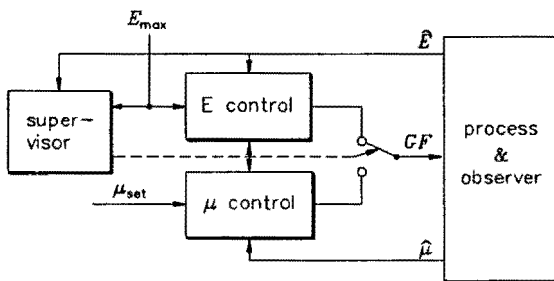 E_max
Ê
E control
super-
visor
GF
process
&
observer
μ_set
μ control
μ̂